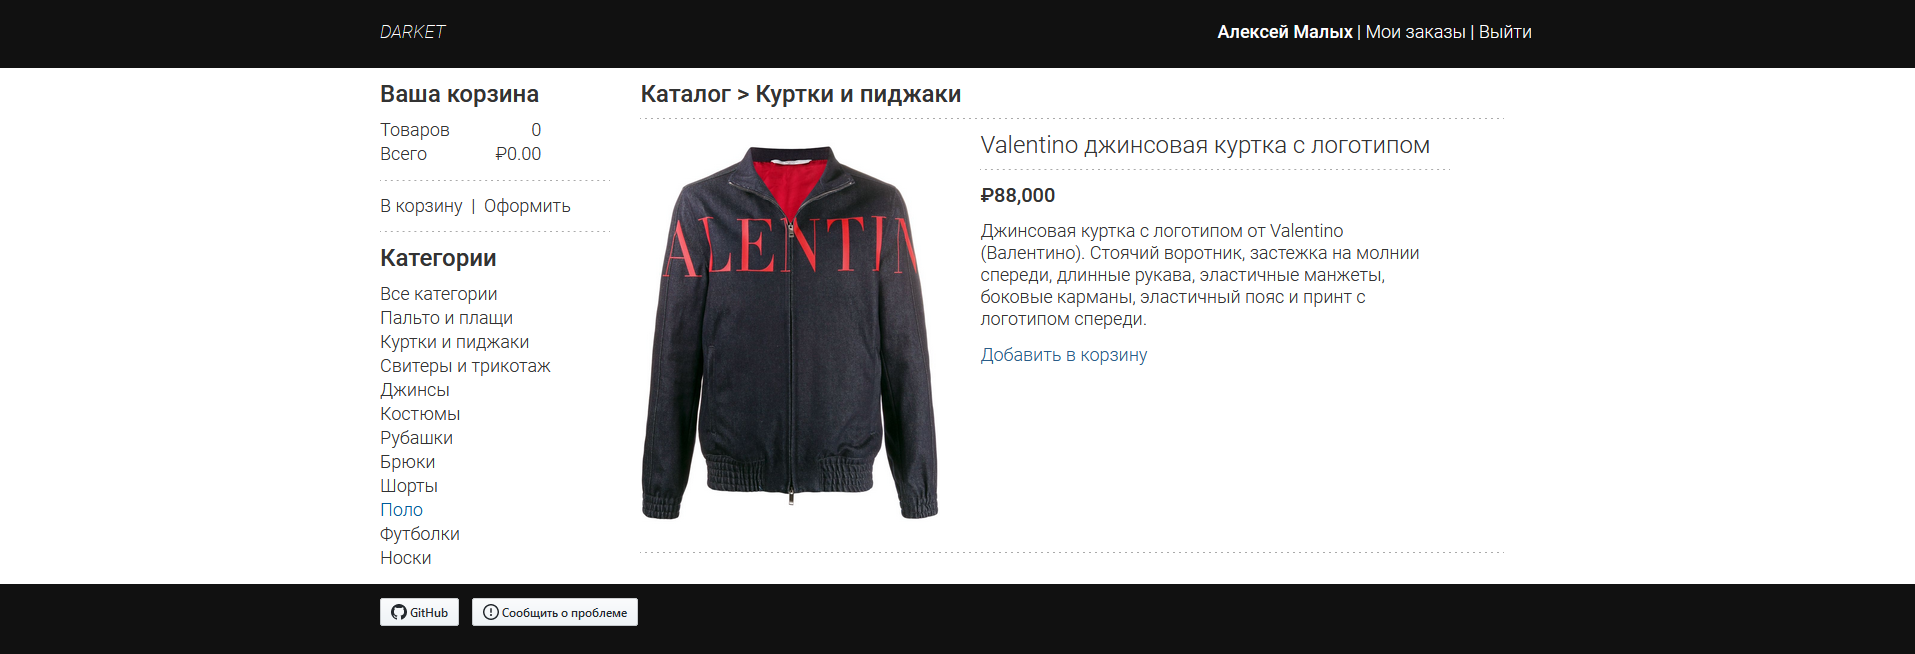 DARKET
Алексей Малых | Мои заказы | Выйти
Ваша корзина
Товаров 0
Всего ₽0.00
В корзину | Оформить
Категории
Все категории
Пальто и плащи
Куртки и пиджаки
Свитеры и трикотаж
Джинсы
Костюмы
Рубашки
Брюки
Шорты
Поло
Футболки
Носки
Каталог > Куртки и пиджаки
ALENTIN
Valentino джинсовая куртка с логотипом
₽88,000
Джинсовая куртка с логотипом от Valentino
(Валентино). Стоячий воротник, застежка на молнии
спереди, длинные рукава, эластичные манжеты,
боковые карманы, эластичный пояс и принт с
логотипом спереди.
Добавить в корзину
GitHub
Сообщить о проблеме